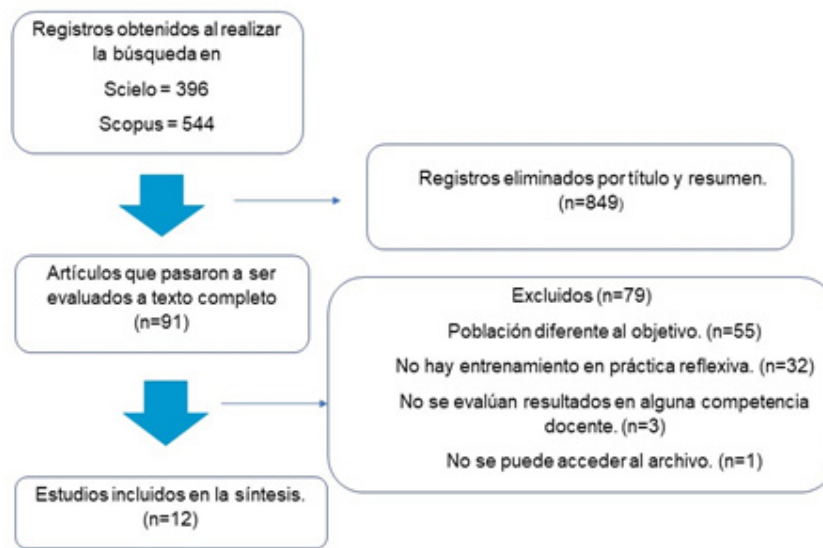 Registros obtenidos al realizar
la búsqueda en
Scielo = 396
Scopus = 544
Registros eliminados por título y resumen.
(n=849)
Artículos que pasaron a ser
evaluados a texto completo
(n=91)
Excluidos (n=79)
Población diferente al objetivo. (n=55)
No hay entrenamiento en práctica reflexiva. (n=32)
No se evalúan resultados en alguna competencia
docente. (n=3)
No se puede acceder al archivo. (n=1)
Estudios incluidos en la síntesis.
(n=12)